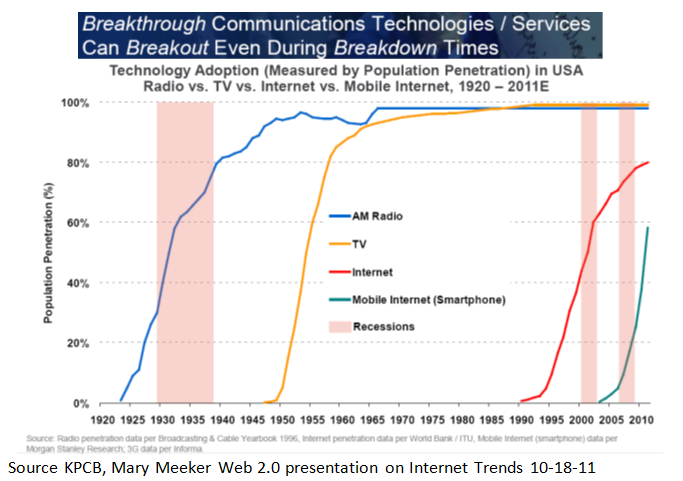 Breakthrough Communications Technologies / Services
Can Breakout Even During Breakdown Times
Technology Adoption (Measured by Population Penetration) in USA
Radio vs. TV vs. Internet vs. Mobile Internet, 1920 – 2011E
Population Penetration (%)
100%
80%
60%
40%
20%
0%
AM Radio
TV
Internet
Mobile Internet (Smartphone)
Recessions
1920 1925 1930 1935 1940 1945 1950 1955 1960 1965 1970 1975 1980 1985 1990 1995 2000 2005 2010
Source: Radio penetration data per Broadcasting & Cable Yearbook 1996, Internet penetration data per World Bank / ITU, Mobile Internet (smartphone) data per
Morgan Stanley Research; 3G data per Informa.
Source KPCB, Mary Meeker Web 2.0 presentation on Internet Trends 10-18-11